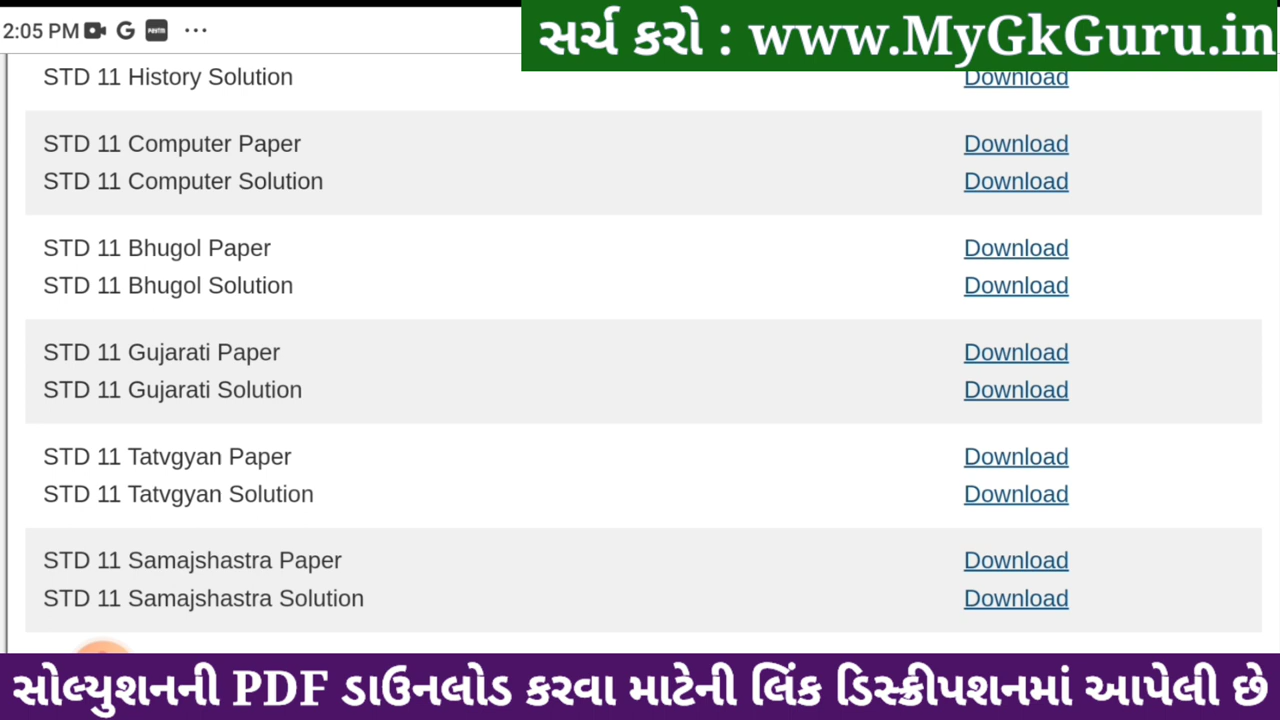 2:05 PM
સર્ચ કરો : www.MyGkGuru.in
STD 11 History Solution Download
STD 11 Computer Paper Download
STD 11 Computer Solution Download
STD 11 Bhugol Paper Download
STD 11 Bhugol Solution Download
STD 11 Gujarati Paper Download
STD 11 Gujarati Solution Download
STD 11 Tatvgyan Paper Download
STD 11 Tatvgyan Solution Download
STD 11 Samajshastra Paper Download
STD 11 Samajshastra Solution Download
સોલ્યુશનની PDF ડાઉનલોડ કરવા માટેની લિંક ડિસ્ક્રીપશનમાં આપેલી છે